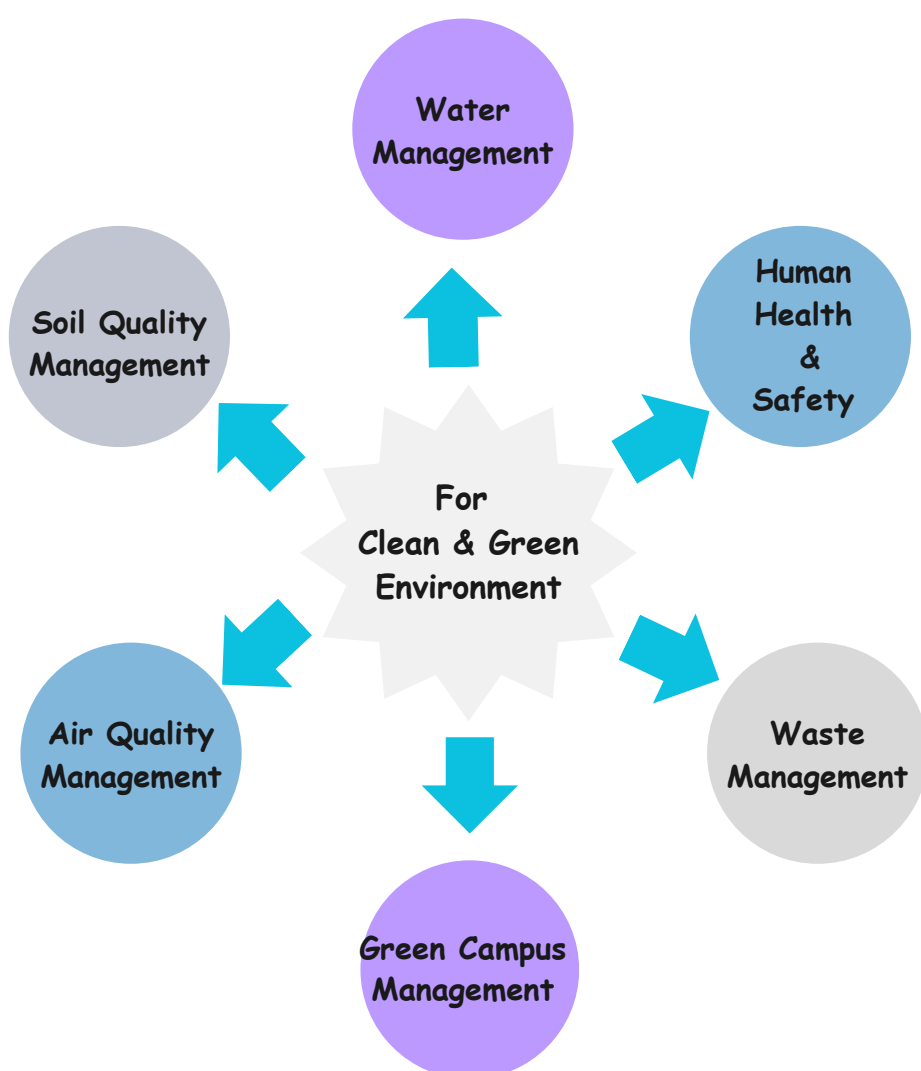 Water
Management
Human
Health
&
Safety
Soil Quality
Management
For
Clean & Green
Environment
Air Quality
Management
Waste
Management
Green Campus
Management